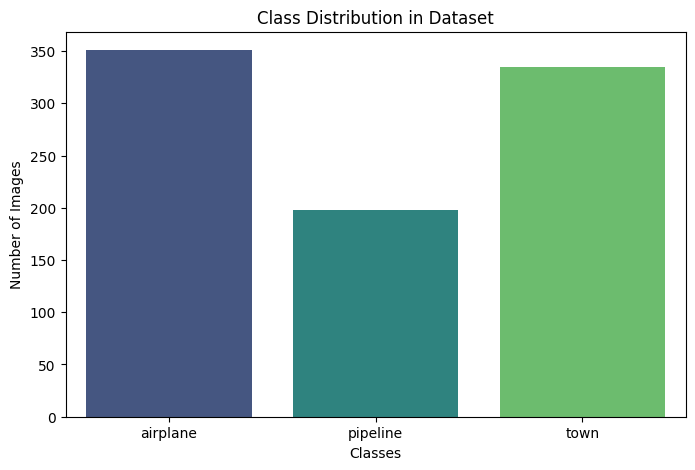 Class Distribution in Dataset
Number of Images
350
300
250
200
150
100
50
0
airplane pipeline town
Classes